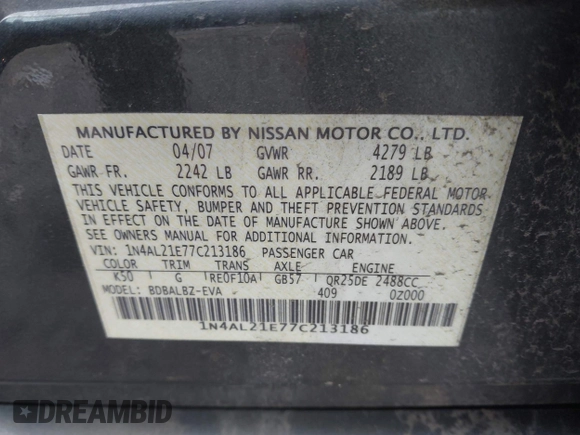 MANUFACTURED BY NISSAN MOTOR CO., LTD.
DATE 04/07 GVWR 4279 LB
GAWR FR. 2242 LB GAWR RR. 2189 LB
THIS VEHICLE CONFORMS TO ALL APPLICABLE FEDERAL MOTOR
VEHICLE SAFETY, BUMPER AND THEFT PREVENTION STANDARDS
IN EFFECT ON THE DATE OF MANUFACTURE SHOWN ABOVE.
SEE OWNERS MANUAL FOR ADDITIONAL INFORMATION.
VIN: 1N4AL21E77C213186 PASSENGER CAR
COLOR TRIM TRANS AXLE ENGINE
K50 G RE0F10A GB57 QR25DE 2488CC
MODEL: BDBALBZ-EVA 409 0Z000
1N4AL21E77C213186
DREAMBID